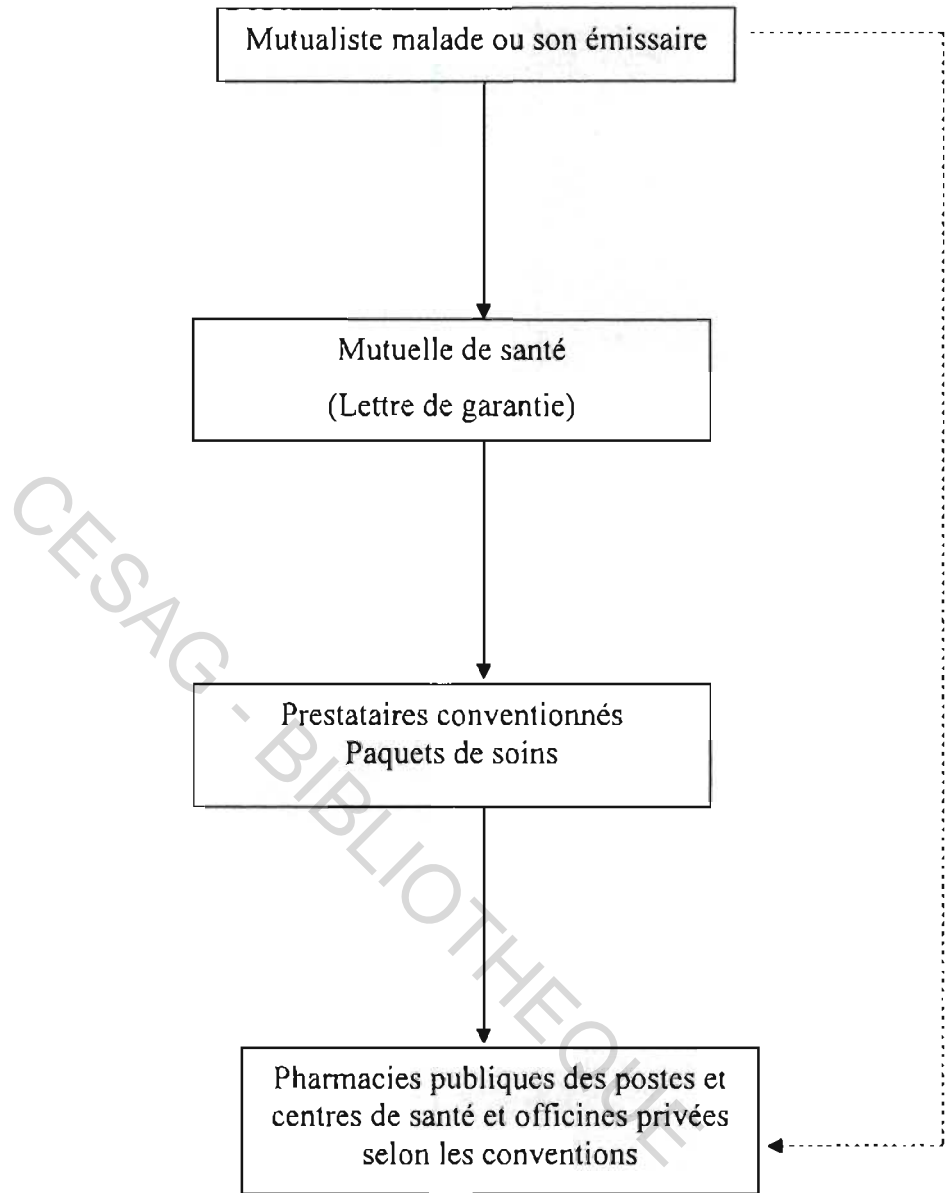 Mutualiste malade ou son émissaire
Mutuelle de santé
(Lettre de garantie)
Prestataires conventionnés
Paquets de soins
Pharmacies publiques des postes et
centres de santé et officines privées
selon les conventions
CESAG - BIBLIOTHEQUE